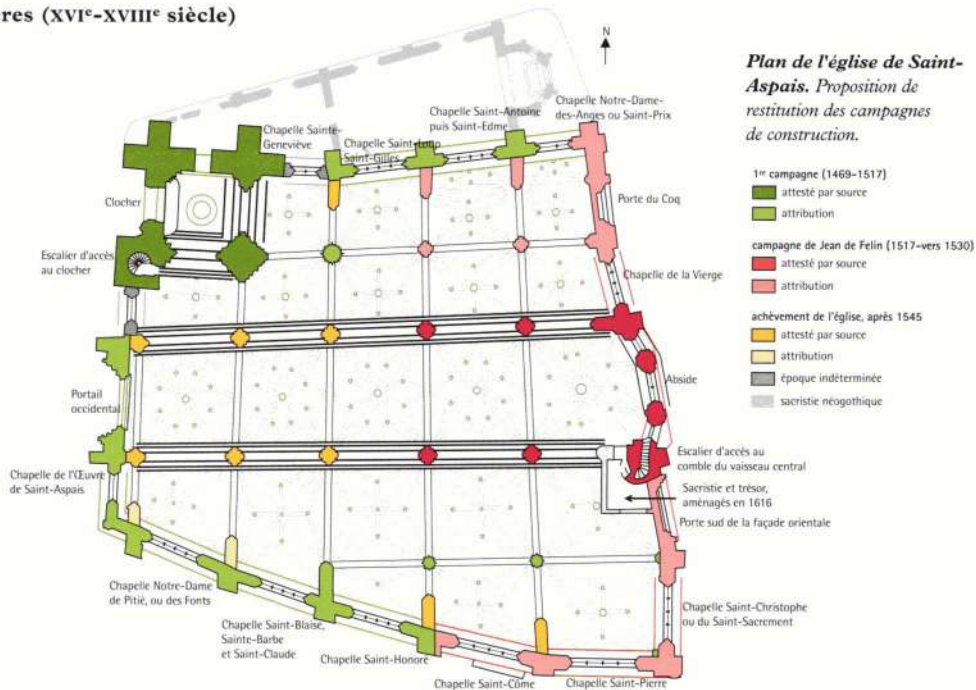 res (XVIe-XVIIIe siècle)
N
Plan de l'église de Saint-
Aspais. Proposition de
restitution des campagnes
de construction.
1re campagne (1469-1517)
attesté par source
attribution
campagne de Jean de Felin (1517-vers 1530)
attesté par source
attribution
achèvement de l'église, après 1545
attesté par source
attribution
époque indéterminée
sacristie néogothique
Chapelle Sainte-
Geneviève
Chapelle Saint-Loup
Saint-Gilles
Chapelle Saint-Antoine
puis Saint-Edme
Chapelle Notre-Dame-
des-Anges ou Saint-Prix
Clocher
Porte du Coq
Escalier d'accès
au clocher
Chapelle de la Vierge
Portail
occidental
Abside
Chapelle de l'Œuvre
de Saint-Aspais
Escalier d'accès au
comble du vaisseau central
Sacristie et trésor,
aménagés en 1616
Porte sud de la façade orientale
Chapelle Notre-Dame
de Pitié, ou des Fonts
Chapelle Saint-Blaise,
Sainte-Barbe
et Saint-Claude
Chapelle Saint-Honoré
Chapelle Saint-Côme
Chapelle Saint-Pierre
Chapelle Saint-Christophe
ou du Saint-Sacrement